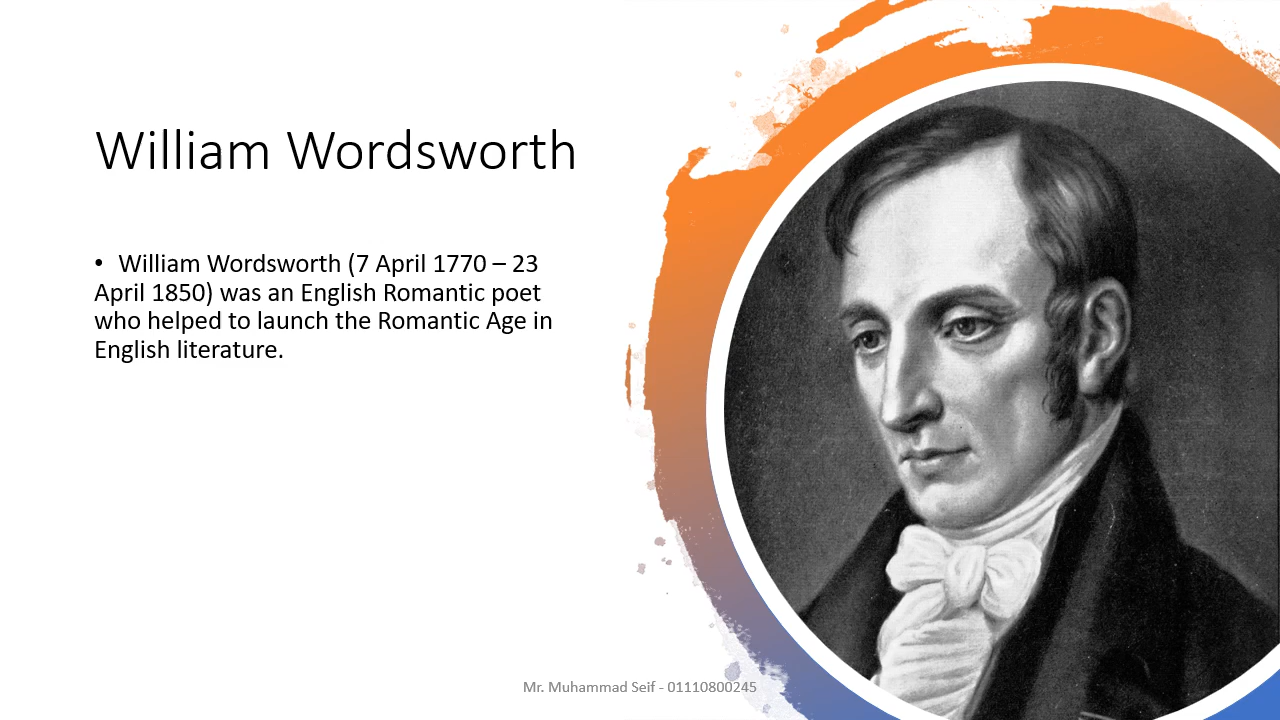 William Wordsworth
• William Wordsworth (7 April 1770 – 23
April 1850) was an English Romantic poet
who helped to launch the Romantic Age in
English literature.
Mr. Muhammad Seif - 01110800245